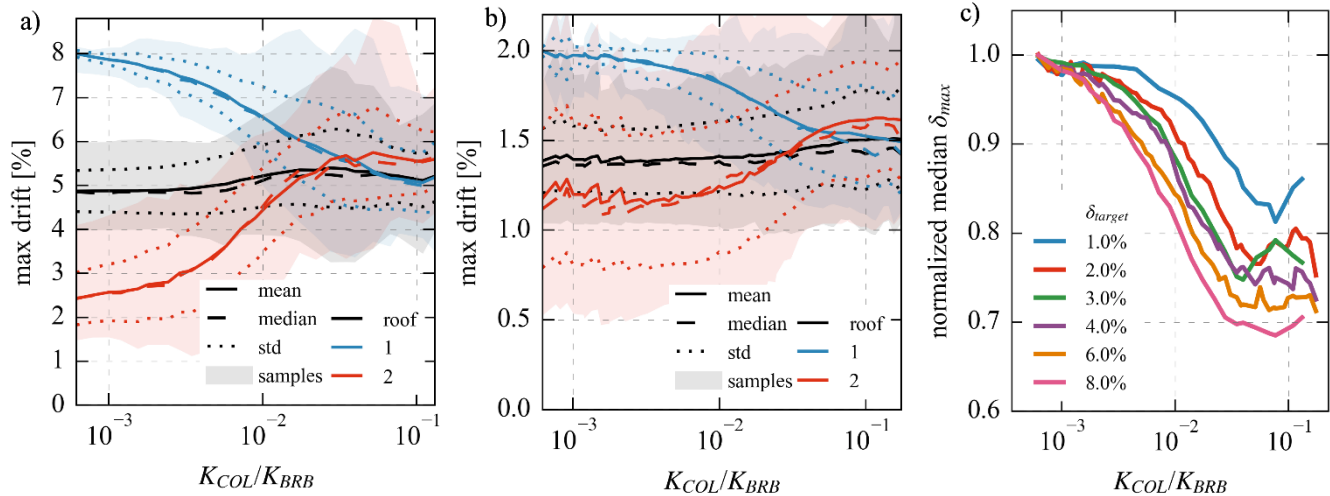 a)
max drift [%]
8
7
6
5
4
3
2
1
0
mean
median
std
samples
roof
1
2
10⁻³
10⁻²
10⁻¹
K_COL/K_BRB
b)
max drift [%]
2.0
1.5
1.0
0.5
0.0
mean
median
std
samples
roof
1
2
10⁻³
10⁻²
10⁻¹
K_COL/K_BRB
c)
normalized median δ_max
1.0
0.9
0.8
0.7
0.6
δ_target
1.0%
2.0%
3.0%
4.0%
6.0%
8.0%
10⁻³
10⁻²
10⁻¹
K_COL/K_BRB